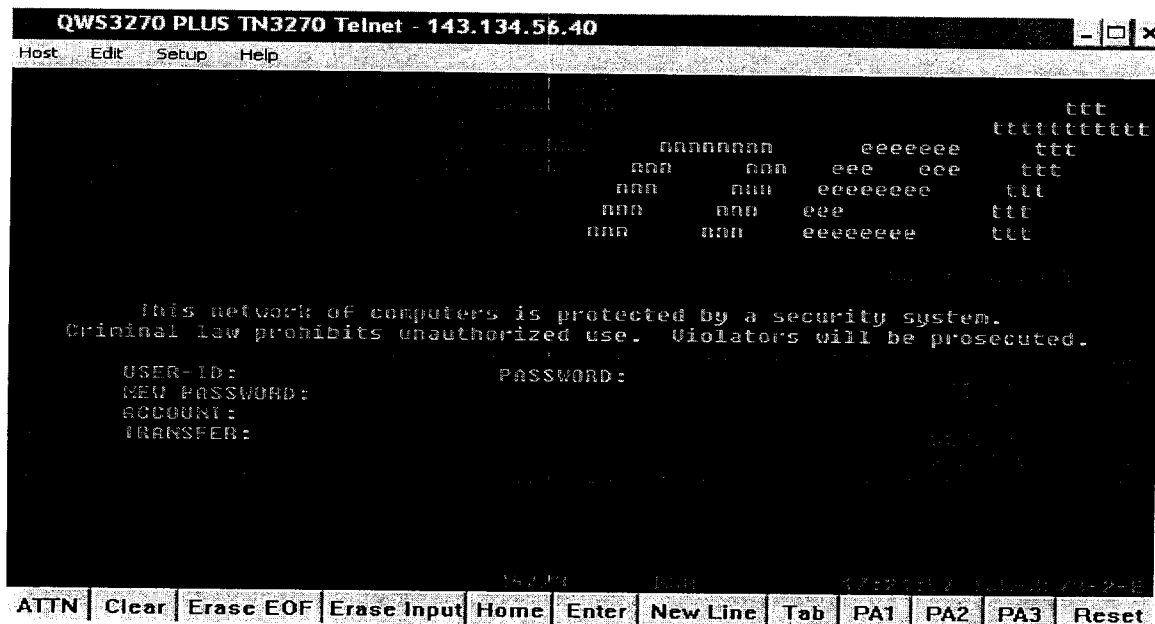 QWS3270 PLUS TN3270 Telnet - 143.134.56.40
Host Edit Setup Help
ttt
ttttttttttt
nnnnnnnn eeeeeee ttt
nnn nnn eee eee ttt
nnn nnn eeeeeeee ttt
nnn nnn eee ttt
nnn nnn eeeeeeee ttt
This network of computers is protected by a security system.
Criminal law prohibits unauthorized use. Violators will be prosecuted.
USER-ID: PASSWORD:
NEW PASSWORD:
ACCOUNT:
TRANSFER:
ATTN Clear Erase EOF Erase Input Home Enter New Line Tab PA1 PA2 PA3 Reset